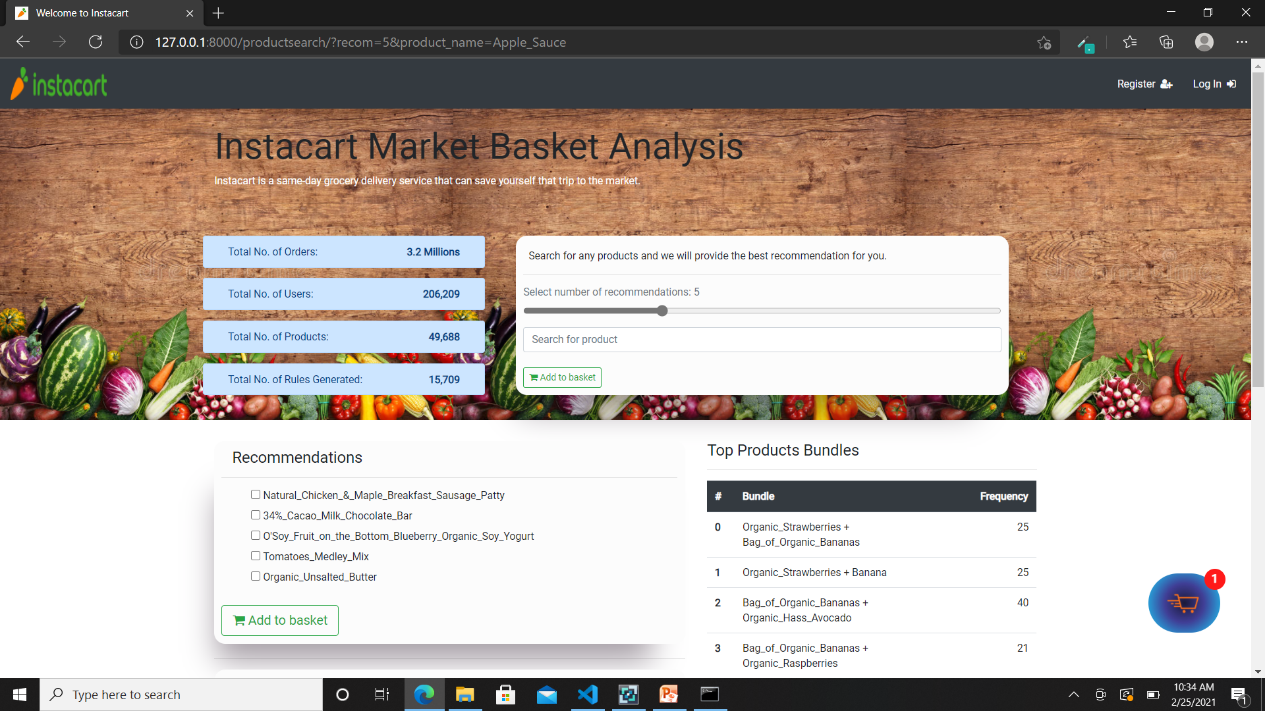 Welcome to Instacart
127.0.0.1:8000/productsearch/?recom=5&product_name=Apple_Sauce
instacart
Register
Log In
Instacart Market Basket Analysis
Instacart is a same-day grocery delivery service that can save yourself that trip to the market.
Total No. of Orders: 3.2 Millions
Total No. of Users: 206,209
Total No. of Products: 49,688
Total No. of Rules Generated: 15,709
Search for any products and we will provide the best recommendation for you.
Select number of recommendations: 5
Search for product
Add to basket
Recommendations
Natural_Chicken_&_Maple_Breakfast_Sausage_Patty
34%_Cacao_Milk_Chocolate_Bar
O'Soy_Fruit_on_the_Bottom_Blueberry_Organic_Soy_Yogurt
Tomatoes_Medley_Mix
Organic_Unsalted_Butter
Add to basket
Top Products Bundles
# Bundle Frequency
0 Organic_Strawberries + 25
Bag_of_Organic_Bananas
1 Organic_Strawberries + Banana 25
2 Bag_of_Organic_Bananas + 40
Organic_Hass_Avocado
3 Bag_of_Organic_Bananas + 21
Organic_Raspberries
1
Type here to search
10:34 AM
2/25/2021
1